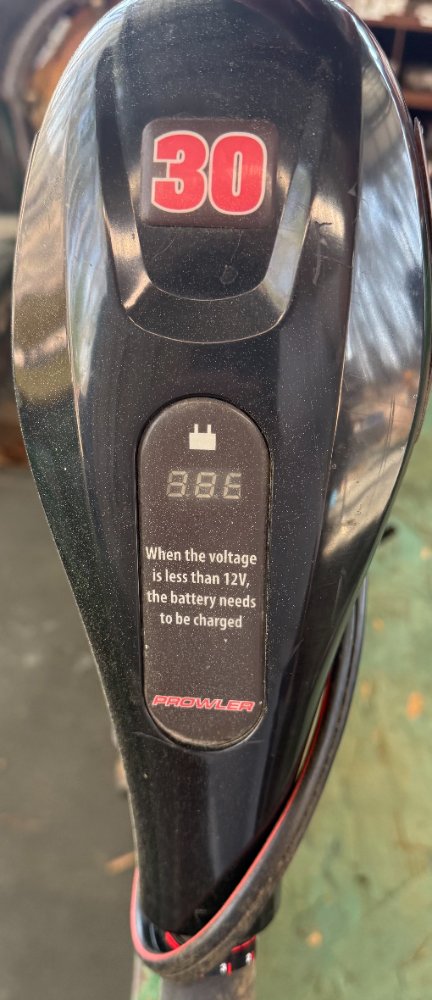 30
When the voltage
is less than 12V,
the battery needs
to be charged
PROWLER